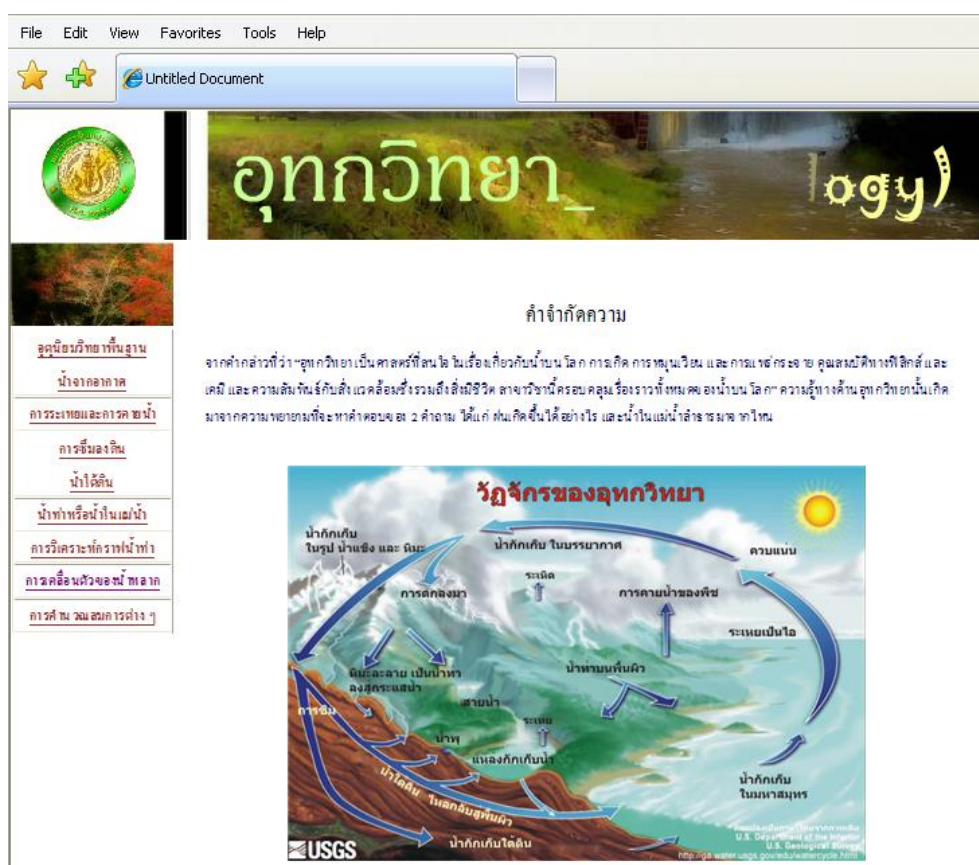 File Edit View Favorites Tools Help
Untitled Document
อุทกวิทยา_ logy)
คำจำกัดความ
จากคำกล่าวที่ว่า “อุทกวิทยาเป็นศาสตร์ที่สนใจในเรื่องเกี่ยวกับน้ำบนโลก การเกิด การหมุนเวียน และการแพร่กระจาย คุณสมบัติทางฟิสิกส์และ
เคมี และความสัมพันธ์กับสิ่งแวดล้อมซึ่งรวมถึงสิ่งมีชีวิต สาขาวิชานี้ครอบคลุมเรื่องราวทั้งหมดของน้ำบนโลก” ความรู้ทางด้านอุทกวิทยานั้นเกิด
มาจากความพยายามที่จะหาคำตอบของ 2 คำถาม ได้แก่ ฝนเกิดขึ้นได้อย่างไร และน้ำในแม่น้ำลำธารมาจากไหน
อุตุนิยมวิทยาพื้นฐาน
น้ำจากอากาศ
การระเหยและการคายน้ำ
การซึมลงดิน
น้ำใต้ดิน
น้ำท่าหรือน้ำในแม่น้ำ
การวิเคราะห์กราฟน้ำท่า
การเคลื่อนตัวของน้ำหลาก
การคำนวณสมการต่าง ๆ
วัฏจักรของอุทกวิทยา
น้ำกักเก็บ
ในรูป น้ำแข็ง และ หิมะ
น้ำกักเก็บ ในบรรยากาศ
ควบแน่น
ระเหิด
การตกลงมา
การคายน้ำของพืช
ระเหยเป็นไอ
หิมะละลาย เป็นน้ำท่า
ลงสู่กระแสน้ำ
น้ำท่าบนพื้นผิว
สายน้ำ
การซึม
ระเหย
น้ำพุ
แหล่งกักเก็บน้ำ
น้ำใต้ดิน ไหลกลับสู่พื้นผิว
น้ำกักเก็บ
ในมหาสมุทร
น้ำกักเก็บใต้ดิน
USGS
U.S. Department of the Interior
U.S. Geological Survey
http://ga.water.usgs.gov/edu/watercycle.html